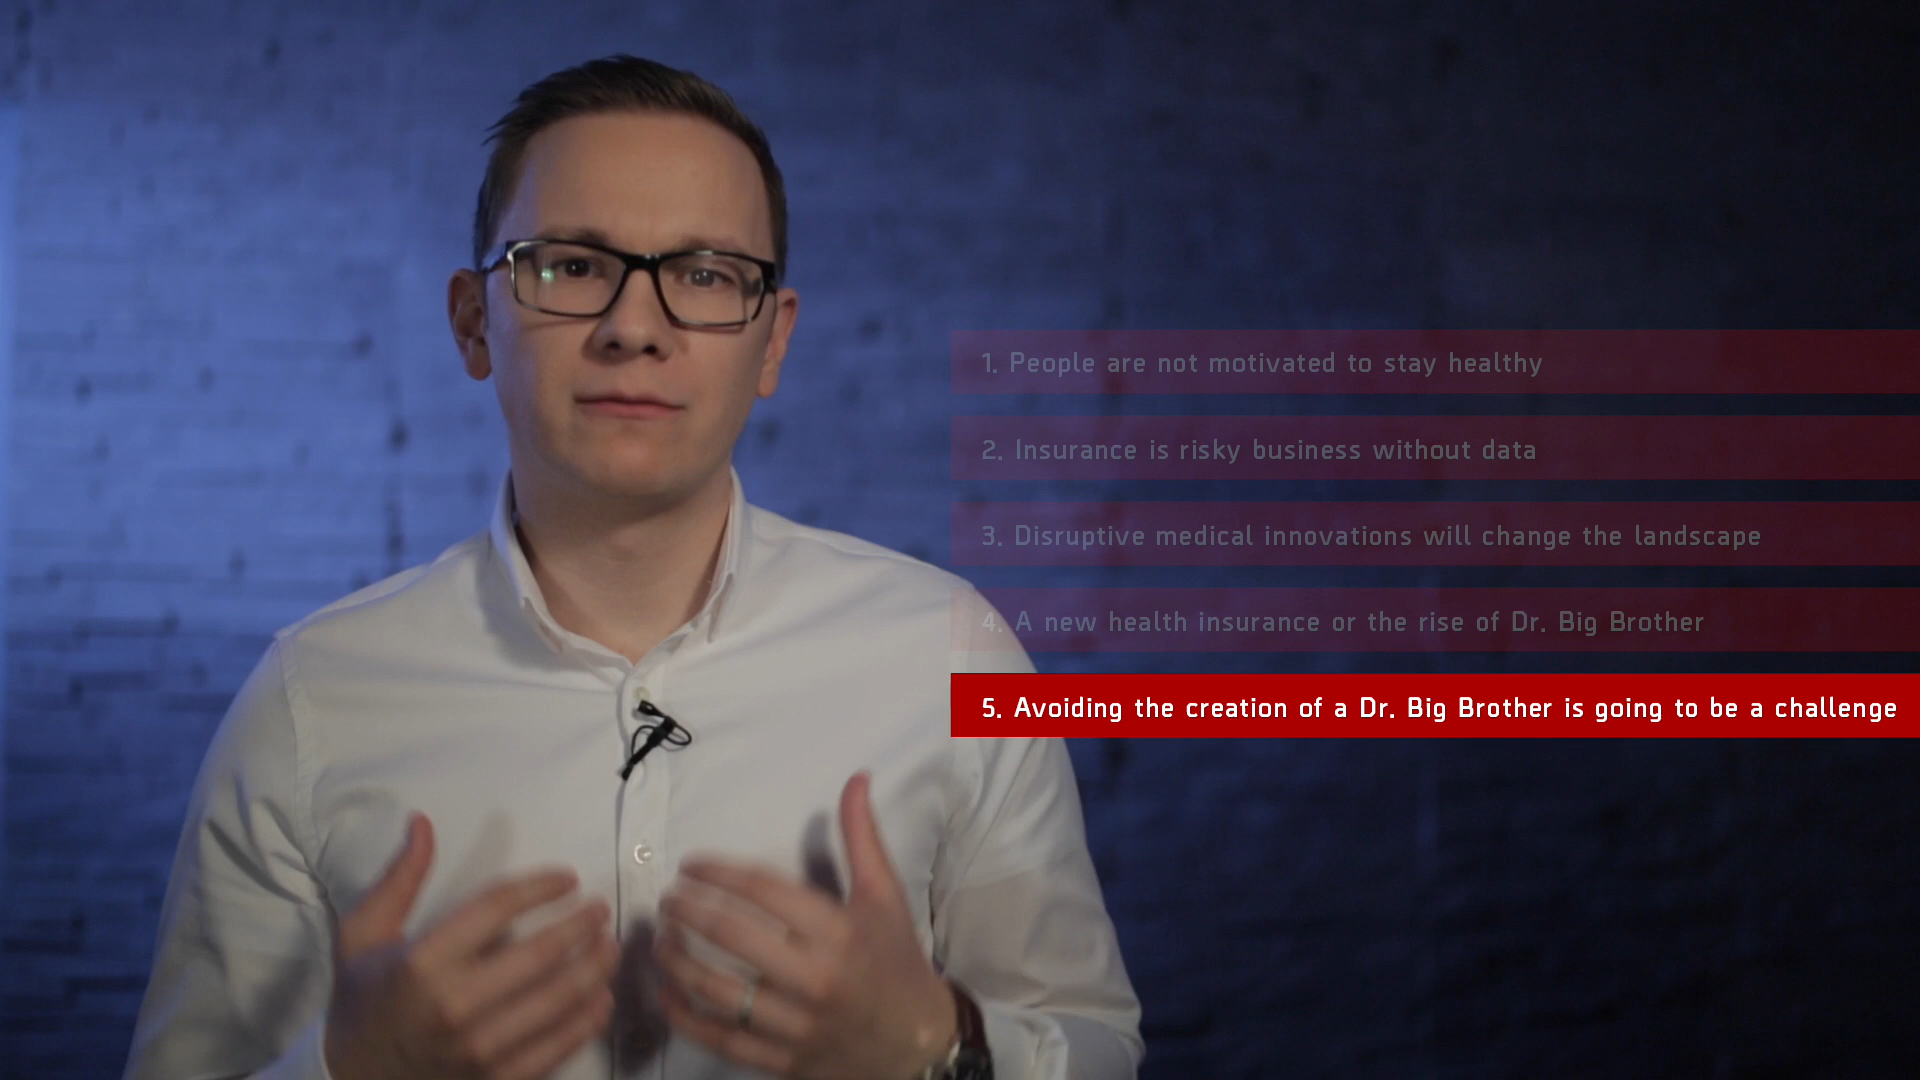 1. People are not motivated to stay healthy
2. Insurance is risky business without data
3. Disruptive medical innovations will change the landscape
4. A new health insurance or the rise of Dr. Big Brother
5. Avoiding the creation of a Dr. Big Brother is going to be a challenge